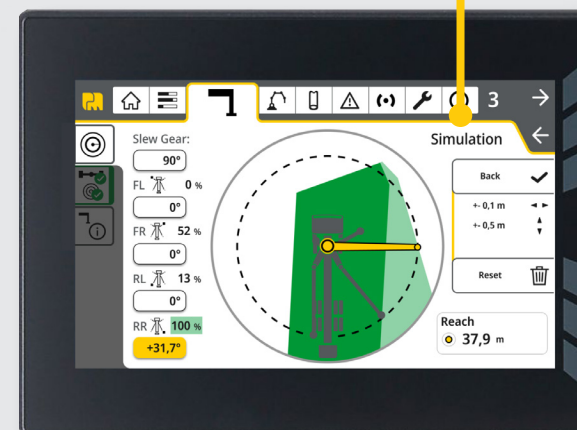 3
Slew Gear:
90°
FL 0 %
0°
FR 52 %
0°
RL 13 %
0°
RR 100 %
+31,7°
Simulation
Back
+- 0,1 m
+- 0,5 m
Reset
Reach
37,9 m